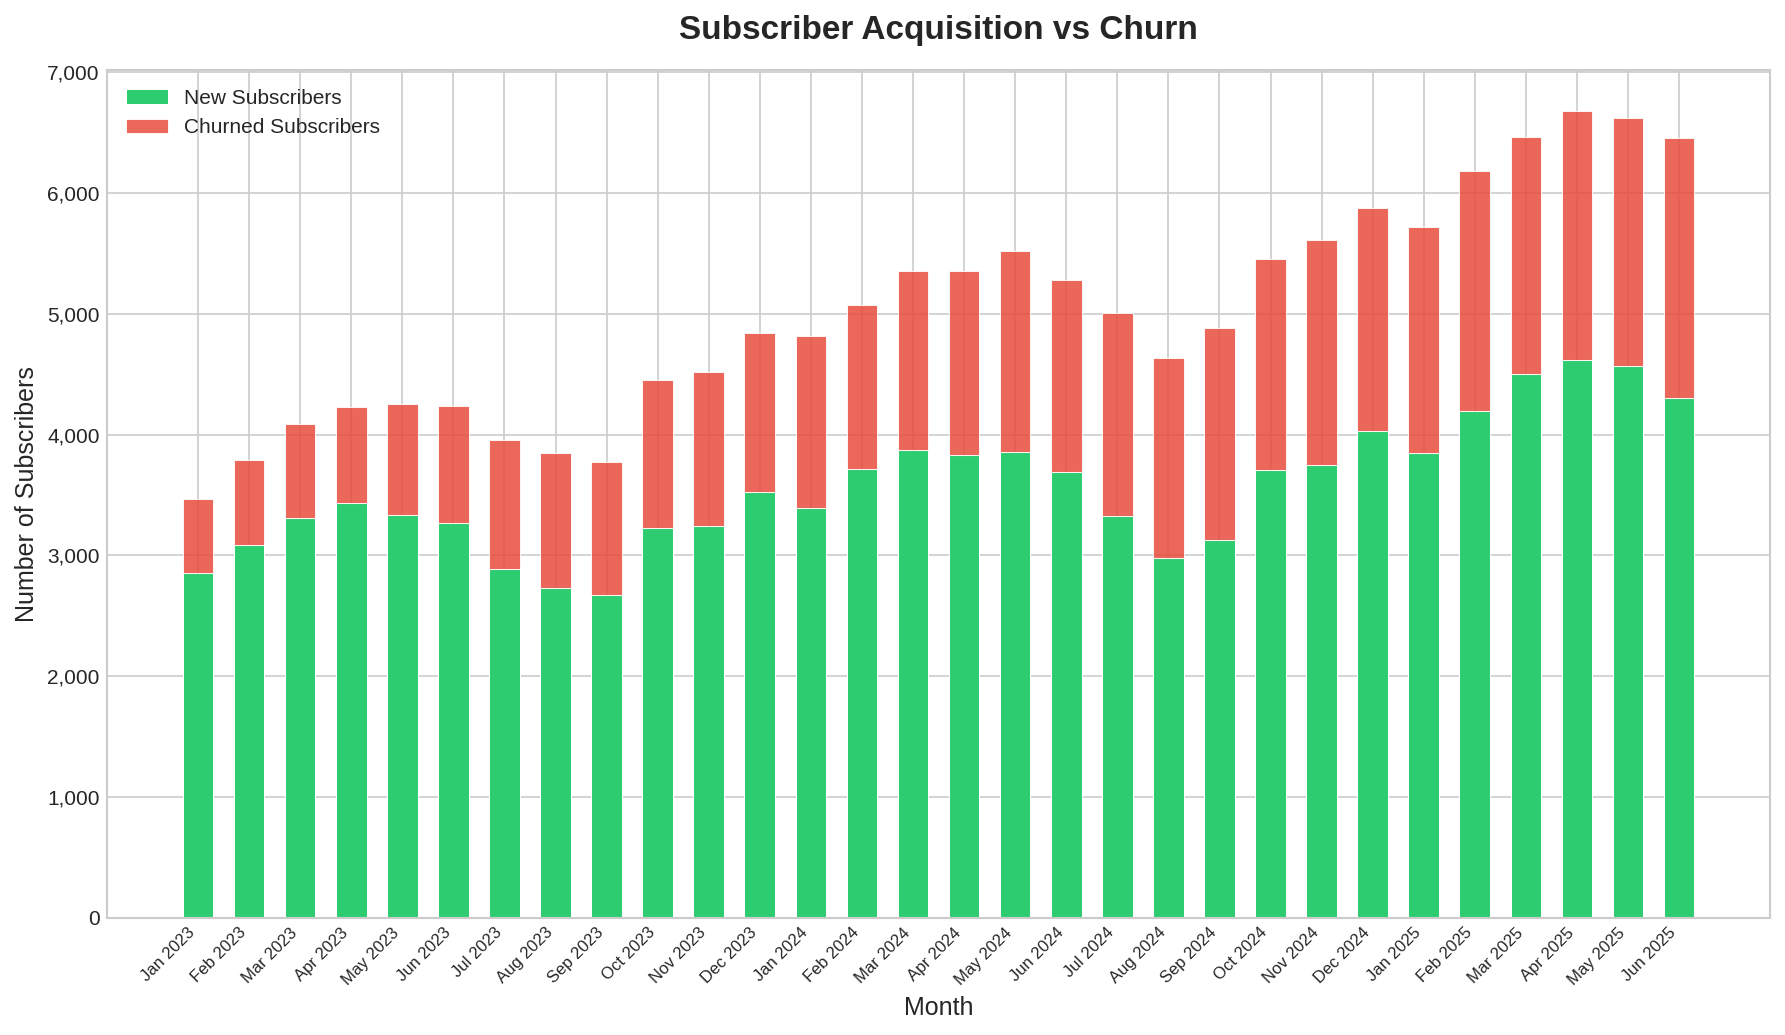 Subscriber Acquisition vs Churn
New Subscribers
Churned Subscribers
7,000
6,000
5,000
4,000
3,000
2,000
1,000
0
Number of Subscribers
Jan 2023
Feb 2023
Mar 2023
Apr 2023
May 2023
Jun 2023
Jul 2023
Aug 2023
Sep 2023
Oct 2023
Nov 2023
Dec 2023
Jan 2024
Feb 2024
Mar 2024
Apr 2024
May 2024
Jun 2024
Jul 2024
Aug 2024
Sep 2024
Oct 2024
Nov 2024
Dec 2024
Jan 2025
Feb 2025
Mar 2025
Apr 2025
May 2025
Jun 2025
Month